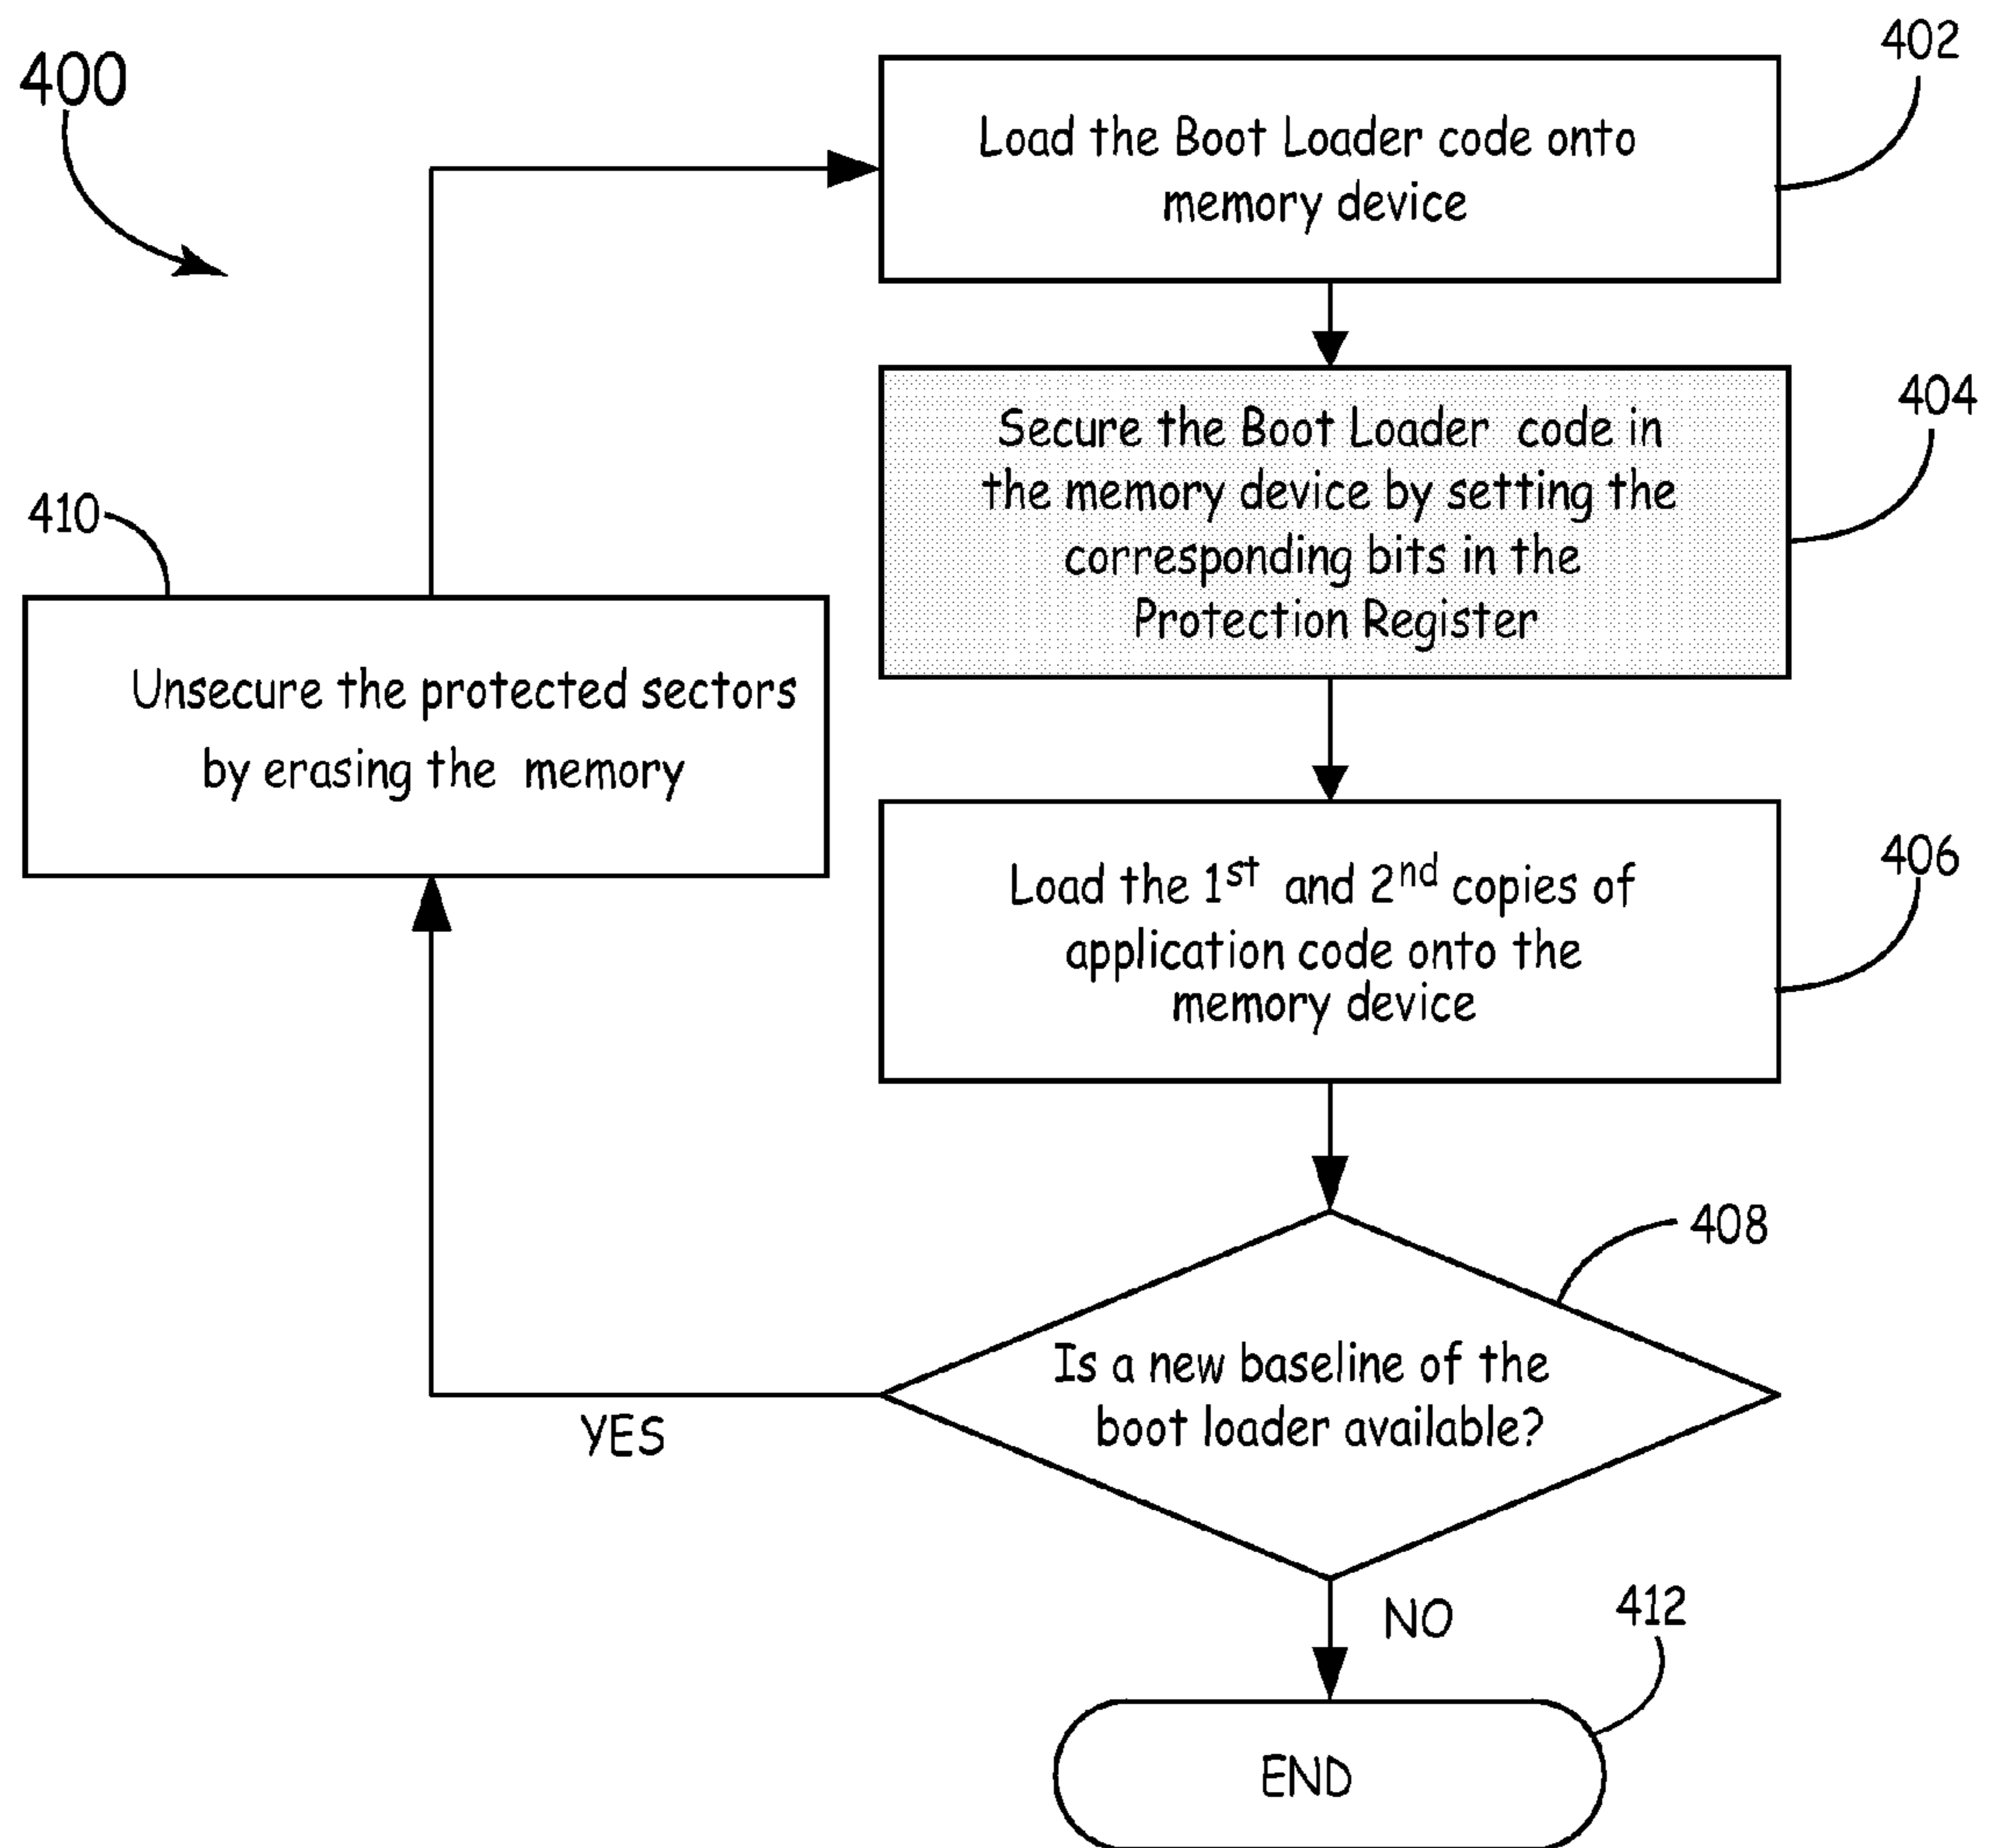 400
402
Load the Boot Loader code onto
memory device
404
Secure the Boot Loader code in
the memory device by setting the
corresponding bits in the
Protection Register
410
Unsecure the protected sectors
by erasing the memory
406
Load the 1st and 2nd copies of
application code onto the
memory device
408
Is a new baseline of the
boot loader available?
YES
NO
412
END